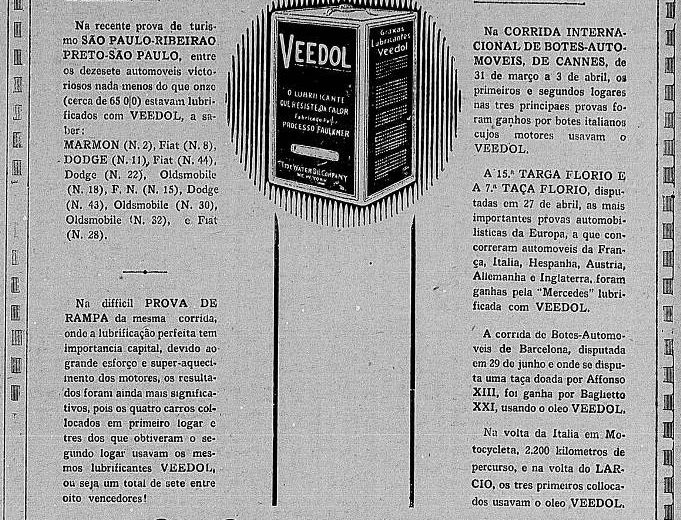 Na recente prova de turis-
mo SÃO PAULO-RIBEIRAO
PRETO-SÃO PAULO, entre
os dezesete automoveis victo-
riosos nada menos do que onze
(cerca de 65 0|0) estavam lubri-
ficados com VEEDOL, a sa-
ber:
MARMON (N. 2), Fiat (N. 8),
DODGE (N. 11), Fiat (N. 44),
Dodge (N. 22), Oldsmobile
(N. 18), F. N. (N. 15), Dodge
(N. 43), Oldsmobile (N. 30),
Oldsmobile (N. 32), e Fiat
(N. 28).
Na difficil PROVA DE
RAMPA da mesma corrida,
onde a lubrificação perfeita tem
importancia capital, devido ao
grande esforço e super-aqueci-
mento dos motores, os resulta-
dos foram ainda mais significa-
tivos, pois os quatro carros col-
locados em primeiro logar e
tres dos que obtiveram o se-
gundo logar usavam os mes-
mos lubrificantes VEEDOL,
ou seja um total de sete entre
oito vencedores!
VEEDOL
O LUBRIFICANTE
QUE RESISTE AO CALOR
Fabricado pelo
PROCESSO FAULKNER
TIDE WATER OIL COMPANY
NEW YORK
Graxas
Lubrificantes
Veedol
Na CORRIDA INTERNA-
CIONAL DE BOTES-AUTO-
MOVEIS, DE CANNES, de
31 de março a 3 de abril, os
primeiros e segundos logares
nas tres principaes provas fo-
ram ganhos por botes italianos
cujos motores usavam o
VEEDOL.
A 15.ª TARGA FLORIO E
A 7.ª TAÇA FLORIO, dispu-
tadas em 27 de abril, as mais
importantes provas automobi-
listicas da Europa, a que con-
correram automoveis da Fran-
ça, Italia, Hespanha, Austria,
Allemanha e Inglaterra, foram
ganhas pela "Mercedes" lubri-
ficada com VEEDOL.
A corrida de Botes-Automo-
veis de Barcelona, disputada
em 29 de junho e onde se dispu-
ta uma taça doada por Affonso
XIII, foi ganha por Baglietto
XXI, usando o oleo VEEDOL.
Na volta da Italia em Mo-
tocycleta, 2.200 kilometros de
percurso, e na volta do LAR-
CIO, os tres primeiros colloca-
dos usavam o oleo VEEDOL.